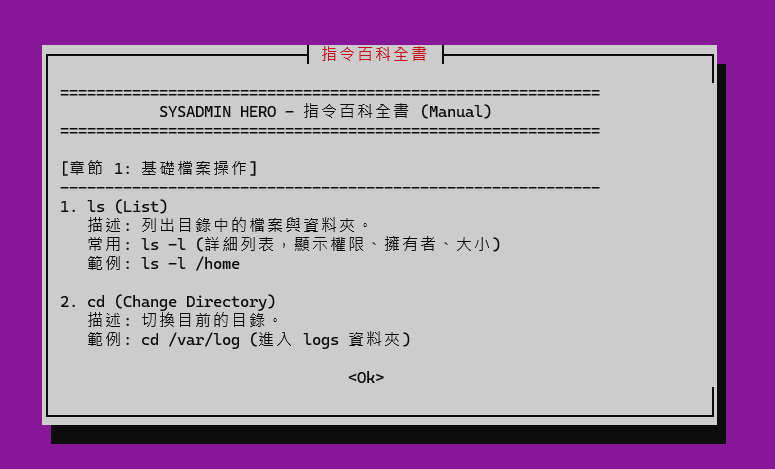 指令百科全書
============================================================
SYSADMIN HERO - 指令百科全書 (Manual)
============================================================
[章節 1: 基礎檔案操作]
------------------------------------------------------------
1. ls (List)
描述: 列出目錄中的檔案與資料夾。
常用: ls -l (詳細列表，顯示權限、擁有者、大小)
範例: ls -l /home
2. cd (Change Directory)
描述: 切換目前的目錄。
範例: cd /var/log (進入 logs 資料夾)
<Ok>